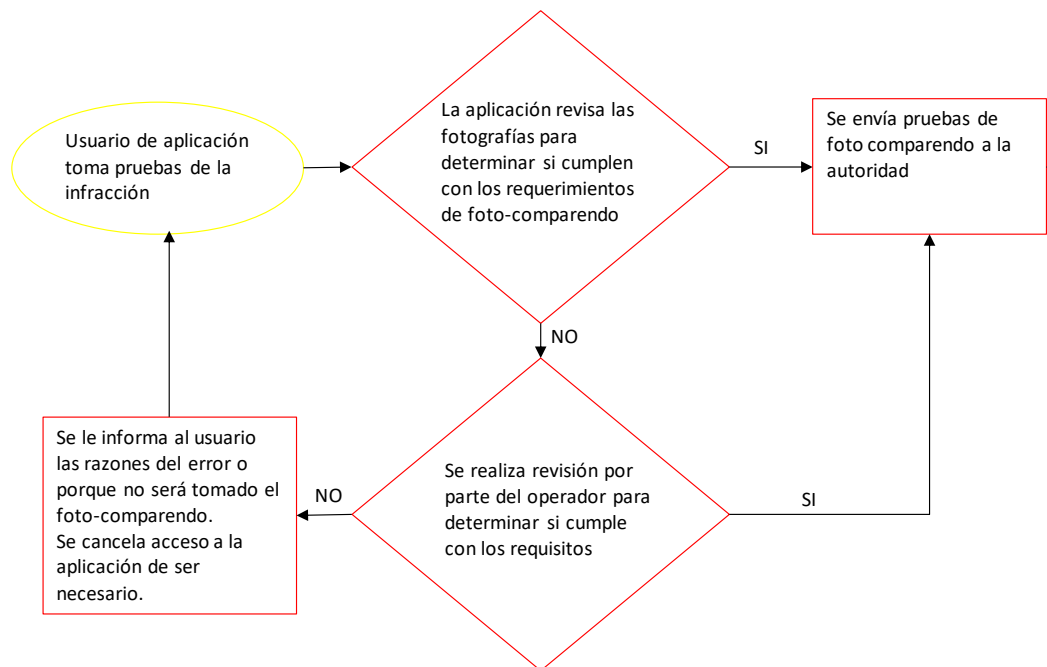 Usuario de aplicación
toma pruebas de la
infracción
La aplicación revisa las
fotografías para
determinar si cumplen
con los requerimientos
de foto-comparendo
SI
Se envía pruebas de
foto comparendo a la
autoridad
NO
Se le informa al usuario
las razones del error o
porque no será tomado el
foto-comparendo.
Se cancela acceso a la
aplicación de ser
necesario.
NO
Se realiza revisión por
parte del operador para
determinar si cumple
con los requisitos
SI